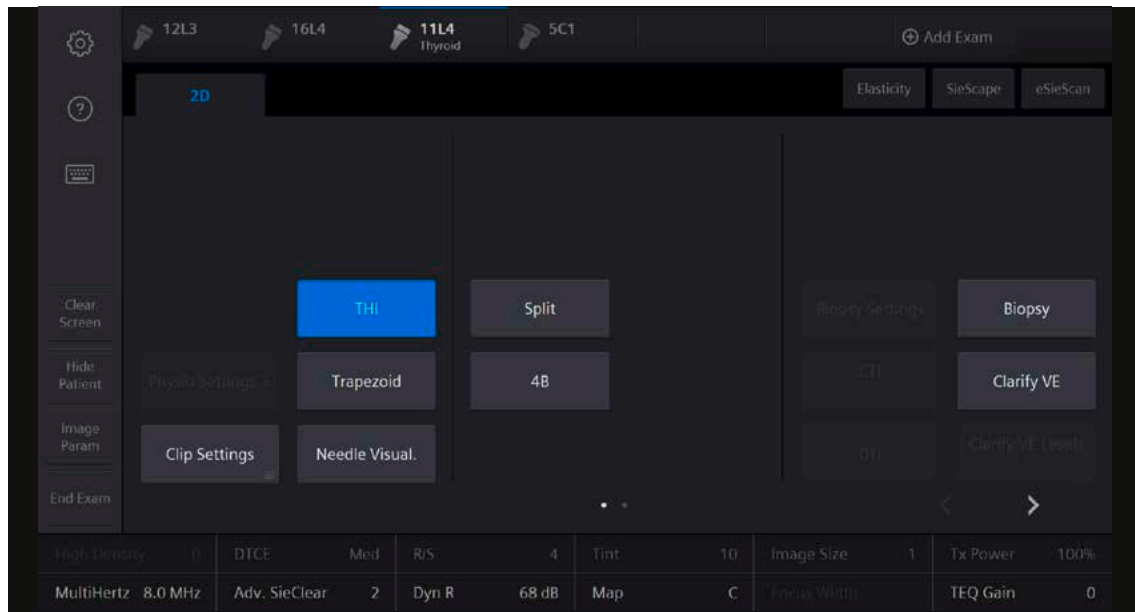 12L3
16L4
11L4
Thyroid
5C1
Add Exam
2D
Elasticity
SieScape
eSieScan
Clear
Screen
THI
Split
Biopsy Settings
Biopsy
Hide
Patient
Physio Settings
Trapezoid
4B
CTI
Clarify VE
Image
Param
Clip Settings
Needle Visual.
DTI
Clarify VE Levels
End Exam
High Density 0
DTCE Med
R/S 4
Tint 10
Image Size 1
Tx Power 100%
MultiHertz 8.0 MHz
Adv. SieClear 2
Dyn R 68 dB
Map C
Focus Width
TEQ Gain 0